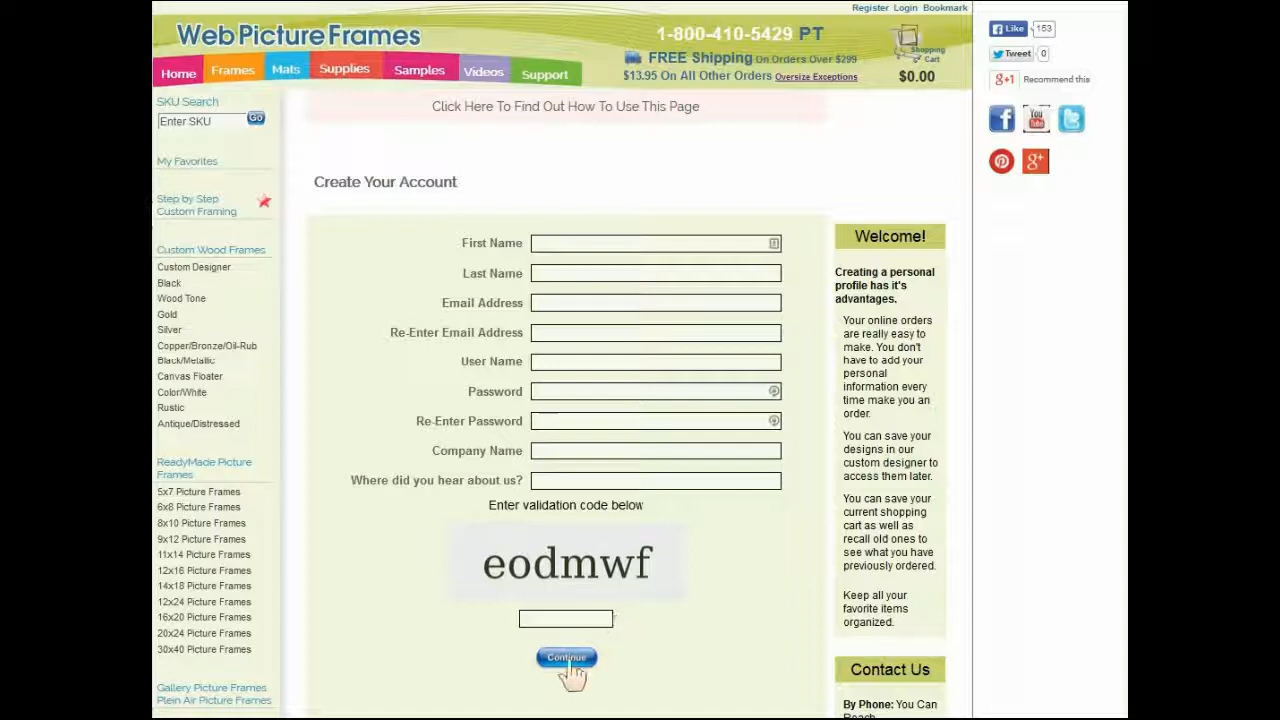 Register Login Bookmark
Web Picture Frames
1-800-410-5429 PT
FREE Shipping On Orders Over $299
$13.95 On All Other Orders Oversize Exceptions
Shopping Cart
$0.00
Home Frames Mats Supplies Samples Videos Support
Like 153
Tweet 0
g+1 Recommend this
SKU Search
Enter SKU GO
My Favorites
Step by Step
Custom Framing
Custom Wood Frames
Custom Designer
Black
Wood Tone
Gold
Silver
Copper/Bronze/Oil-Rub
Black/Metallic
Canvas Floater
Color/White
Rustic
Antique/Distressed
ReadyMade Picture
Frames
5x7 Picture Frames
6x8 Picture Frames
8x10 Picture Frames
9x12 Picture Frames
11x14 Picture Frames
12x16 Picture Frames
14x18 Picture Frames
12x24 Picture Frames
16x20 Picture Frames
20x24 Picture Frames
30x40 Picture Frames
Gallery Picture Frames
Plein Air Picture Frames
Click Here To Find Out How To Use This Page
Create Your Account
First Name
Last Name
Email Address
Re-Enter Email Address
User Name
Password
Re-Enter Password
Company Name
Where did you hear about us?
Enter validation code below
eodmwf
Continue
Welcome!
Creating a personal
profile has it's
advantages.
Your online orders
are really easy to
make. You don't
have to add your
personal
information every
time make you an
order.
You can save your
designs in our
custom designer to
access them later.
You can save your
current shopping
cart as well as
recall old ones to
see what you have
previously ordered.
Keep all your
favorite items
organized.
Contact Us
By Phone: You Can
Reach
You Tube
g+